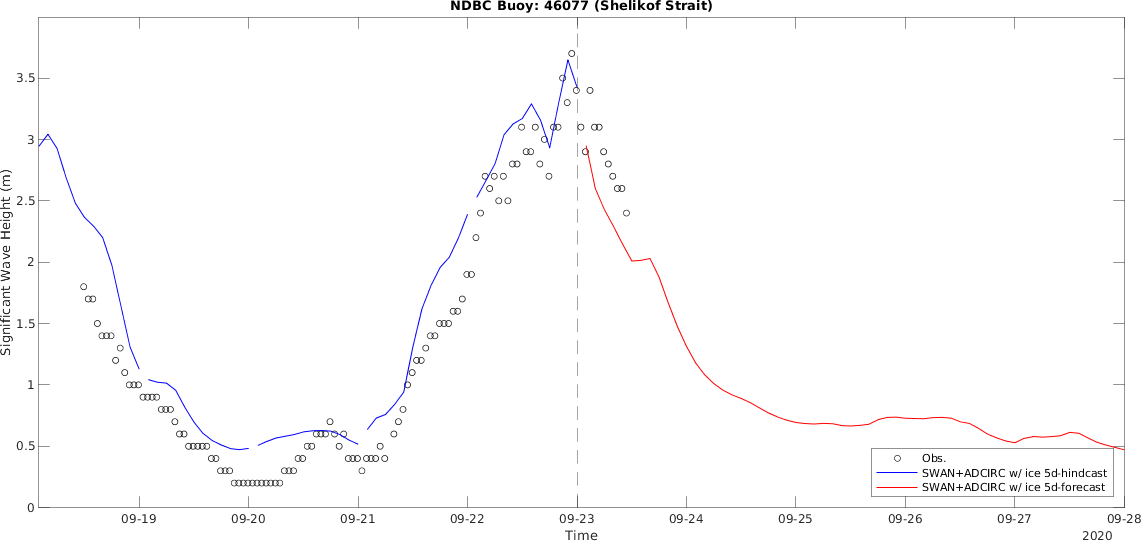 NDBC Buoy: 46077 (Shelikof Strait)
Significant Wave Height (m)
3.5
3
2.5
2
1.5
1
0.5
0
Obs.
SWAN+ADCIRC w/ ice 5d-hindcast
SWAN+ADCIRC w/ ice 5d-forecast
09-19 09-20 09-21 09-22 09-23 09-24 09-25 09-26 09-27 09-28
Time
2020